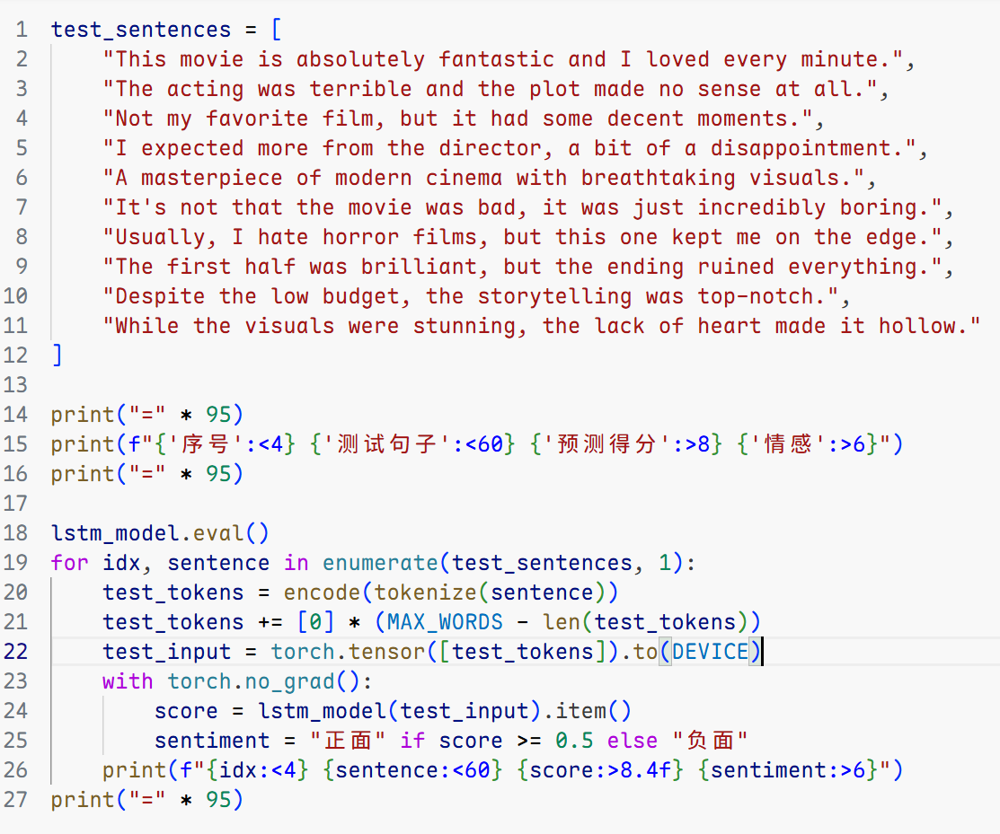 1 test_sentences = [
2     "This movie is absolutely fantastic and I loved every minute.",
3     "The acting was terrible and the plot made no sense at all.",
4     "Not my favorite film, but it had some decent moments.",
5     "I expected more from the director, a bit of a disappointment.",
6     "A masterpiece of modern cinema with breathtaking visuals.",
7     "It's not that the movie was bad, it was just incredibly boring.",
8     "Usually, I hate horror films, but this one kept me on the edge.",
9     "The first half was brilliant, but the ending ruined everything.",
10     "Despite the low budget, the storytelling was top-notch.",
11     "While the visuals were stunning, the lack of heart made it hollow."
12 ]
13
14 print("=" * 95)
15 print(f"{'序号':<4} {'测试句子':<60} {'预测得分':>8} {'情感':>6}")
16 print("=" * 95)
17
18 lstm_model.eval()
19 for idx, sentence in enumerate(test_sentences, 1):
20     test_tokens = encode(tokenize(sentence))
21     test_tokens += [0] * (MAX_WORDS - len(test_tokens))
22     test_input = torch.tensor([test_tokens]).to(DEVICE)
23     with torch.no_grad():
24         score = lstm_model(test_input).item()
25         sentiment = "正面" if score >= 0.5 else "负面"
26     print(f"{idx:<4} {sentence:<60} {score:>8.4f} {sentiment:>6}")
27 print("=" * 95)